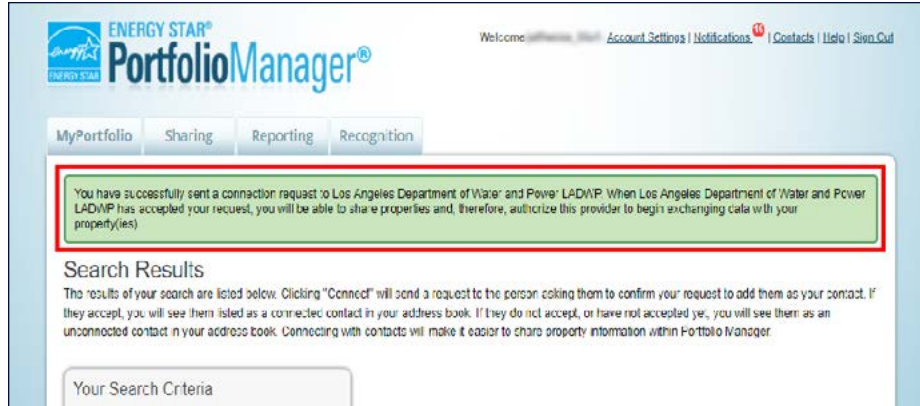 ENERGY STAR®
PortfolioManager®
ENERGY STAR
Welcome Account Settings | Notifications | Contacts | Help | Sign Out
MyPortfolio Sharing Reporting Recognition
You have successfully sent a connection request to Los Angeles Department of Water and Power LADWP. When Los Angeles Department of Water and Power
LADWP has accepted your request, you will be able to share properties and, therefore, authorize this provider to begin exchanging data with your
property(ies)
Search Results
The results of your search are listed below. Clicking "Connect" will send a request to the person asking them to confirm your request to add them as your contact. If
they accept, you will see them listed as a connected contact in your address book. If they do not accept, or have not accepted yet, you will see them as an
unconnected contact in your address book. Connecting with contacts will make it easier to share property information within Portfolio Manager.
Your Search Criteria